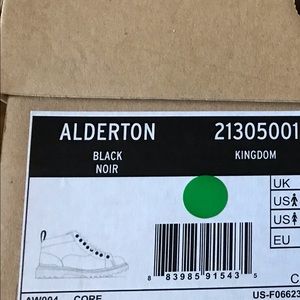 ALDERTON 21305001
BLACK KINGDOM
NOIR
UK
US
US
EU
8 83985 91543 5
AW004 CORE US-F06623